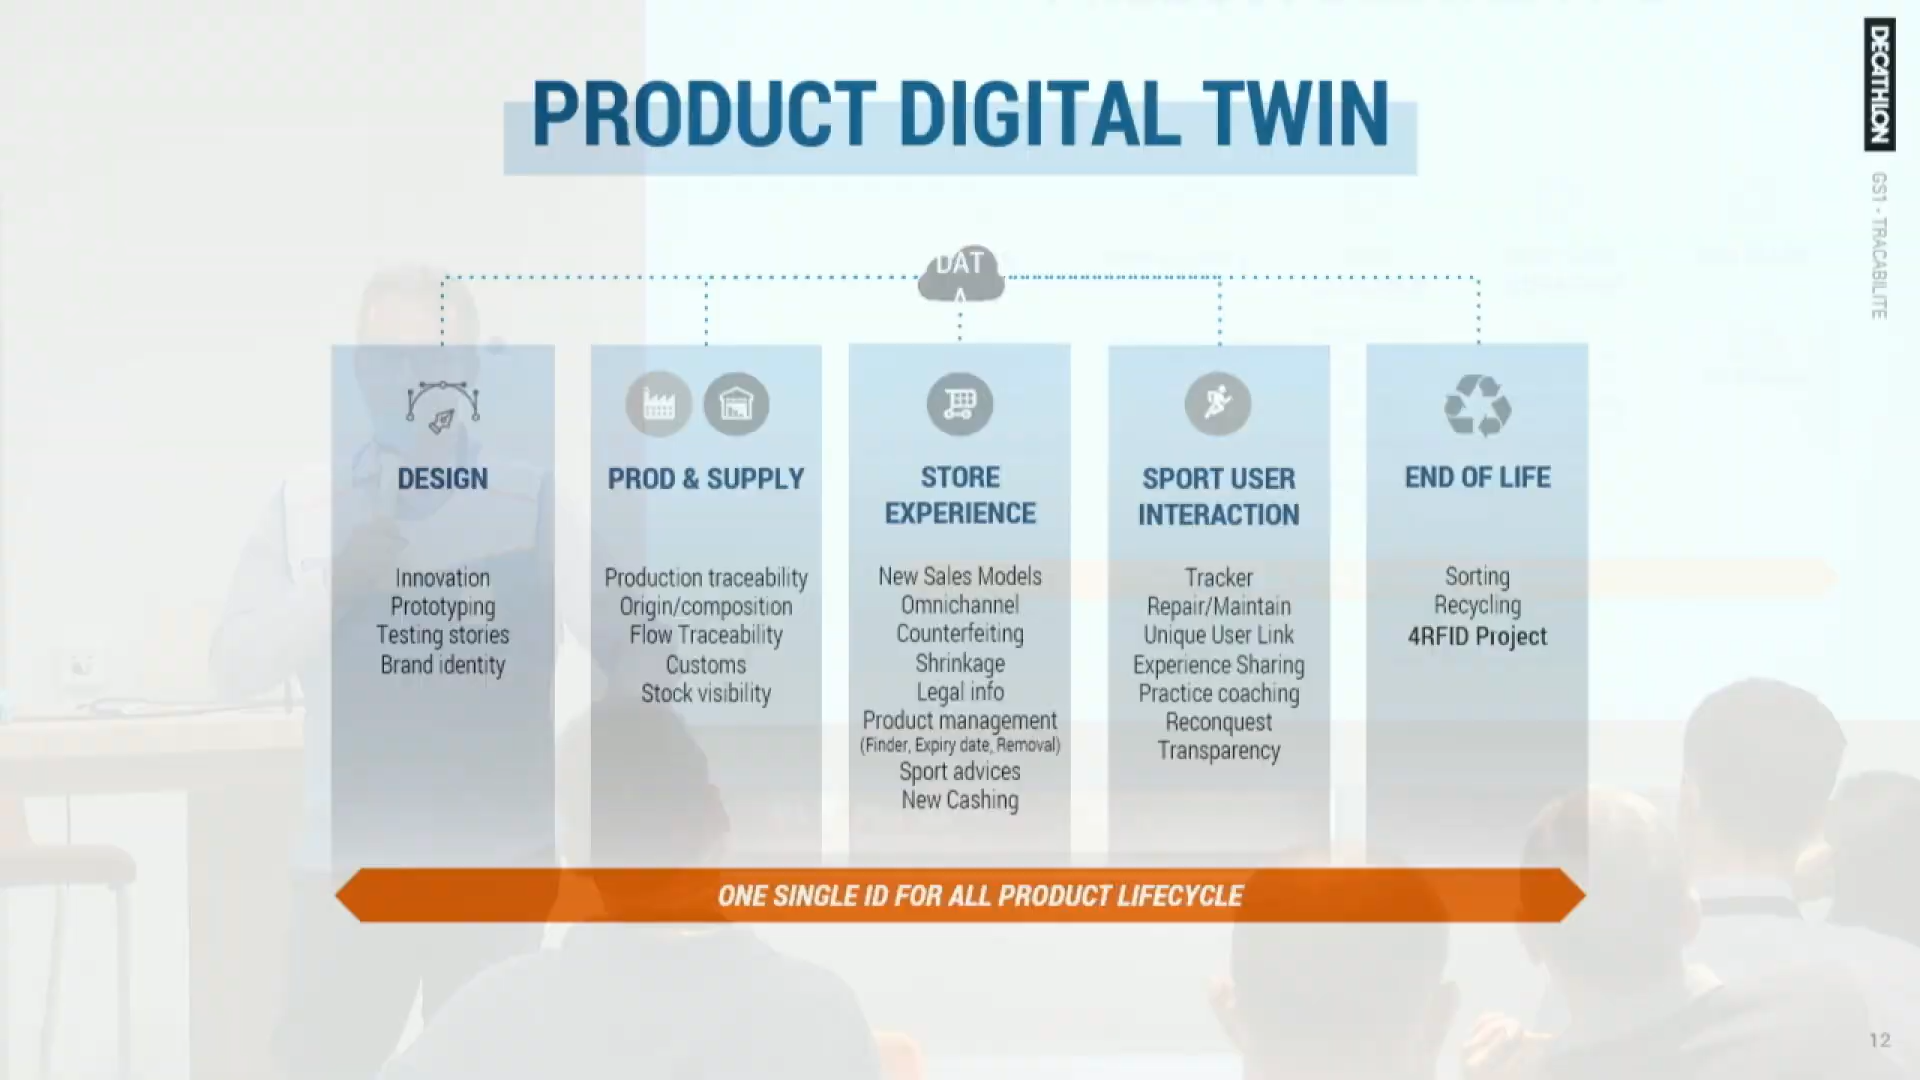 PRODUCT DIGITAL TWIN
DECATHLON
GS1 - TRACABILITE
DAT
A
DESIGN
Innovation
Prototyping
Testing stories
Brand identity
PROD & SUPPLY
Production traceability
Origin/composition
Flow Traceability
Customs
Stock visibility
STORE
EXPERIENCE
New Sales Models
Omnichannel
Counterfeiting
Shrinkage
Legal info
Product management
(Finder, Expiry date, Removal)
Sport advices
New Cashing
SPORT USER
INTERACTION
Tracker
Repair/Maintain
Unique User Link
Experience Sharing
Practice coaching
Reconquest
Transparency
END OF LIFE
Sorting
Recycling
4RFID Project
ONE SINGLE ID FOR ALL PRODUCT LIFECYCLE
12